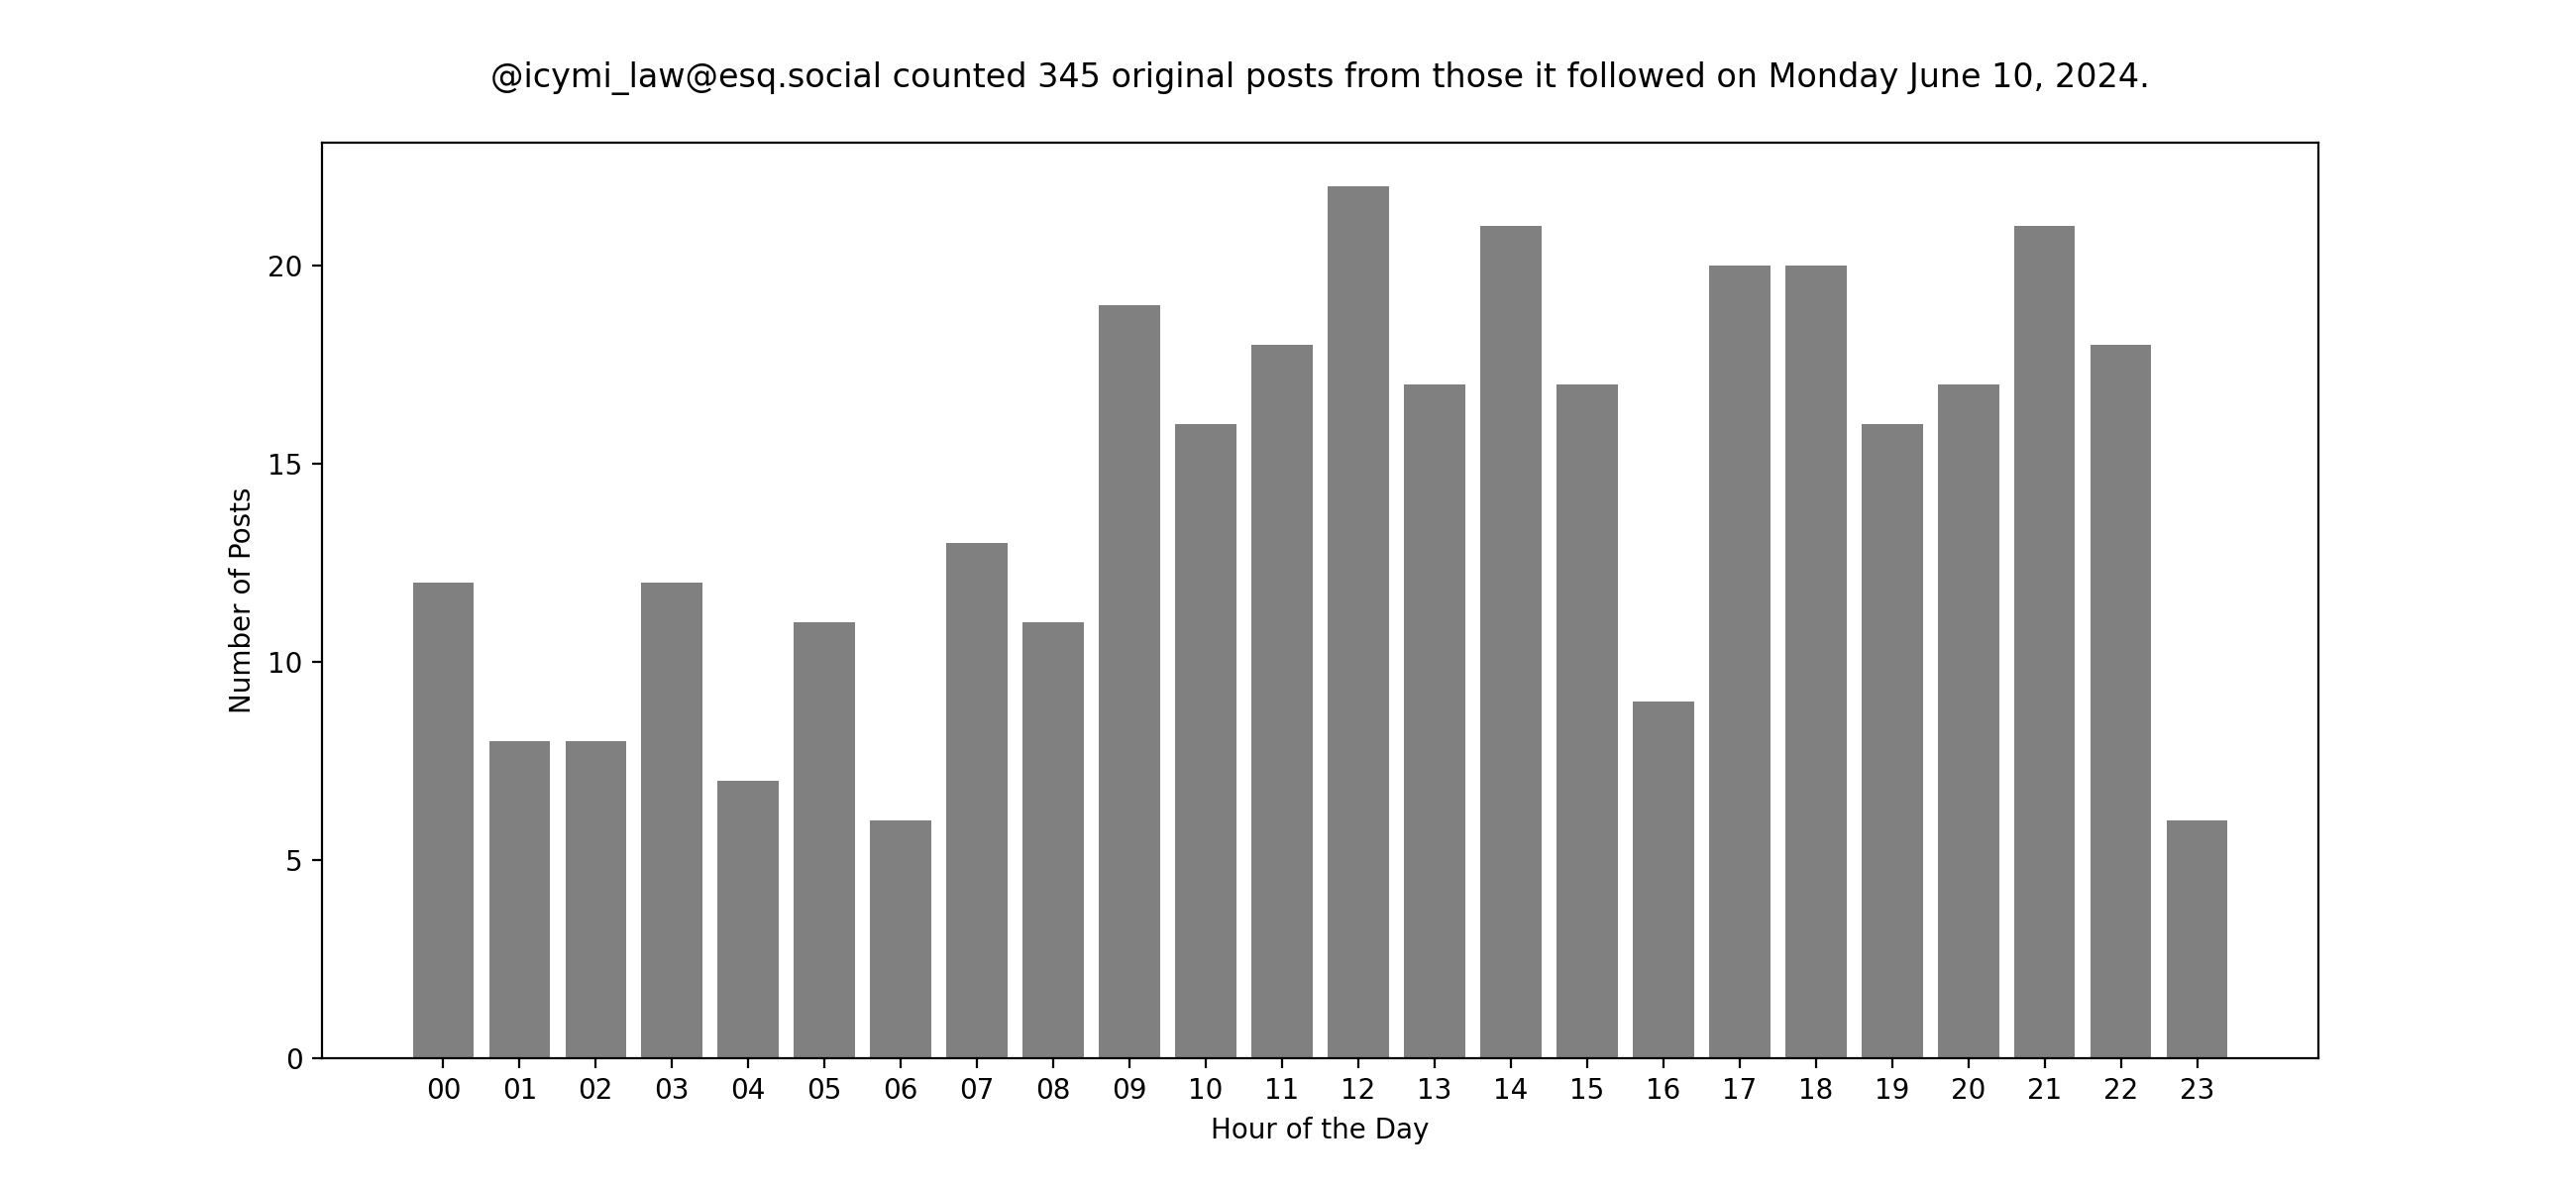 @icymi_law@esq.social counted 345 original posts from those it followed on Monday June 10, 2024.
20
15
10
5
0
Number of Posts
00 01 02 03 04 05 06 07 08 09 10 11 12 13 14 15 16 17 18 19 20 21 22 23
Hour of the Day